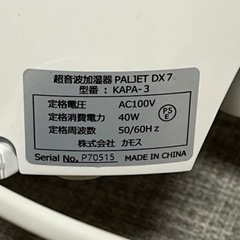 超音波加湿器 PALJET DX7
型番： KAPA-3
定格電圧 AC100V
定格消費電力 40W
定格周波数 50/60Hz
PSE
株式会社 カモス
Serial No. P70515 MADE IN CHINA